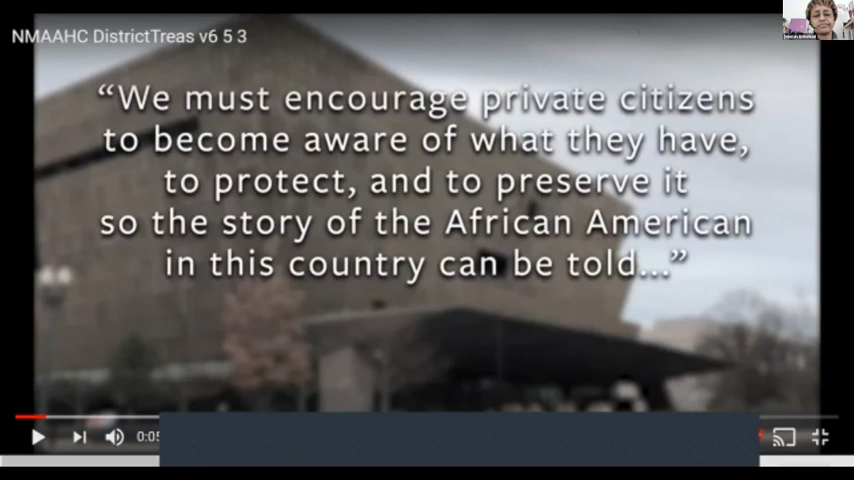 NMAAHC DistrictTreas v6 5 3
“We must encourage private citizens
to become aware of what they have,
to protect, and to preserve it
so the story of the African American
in this country can be told...”
0:05